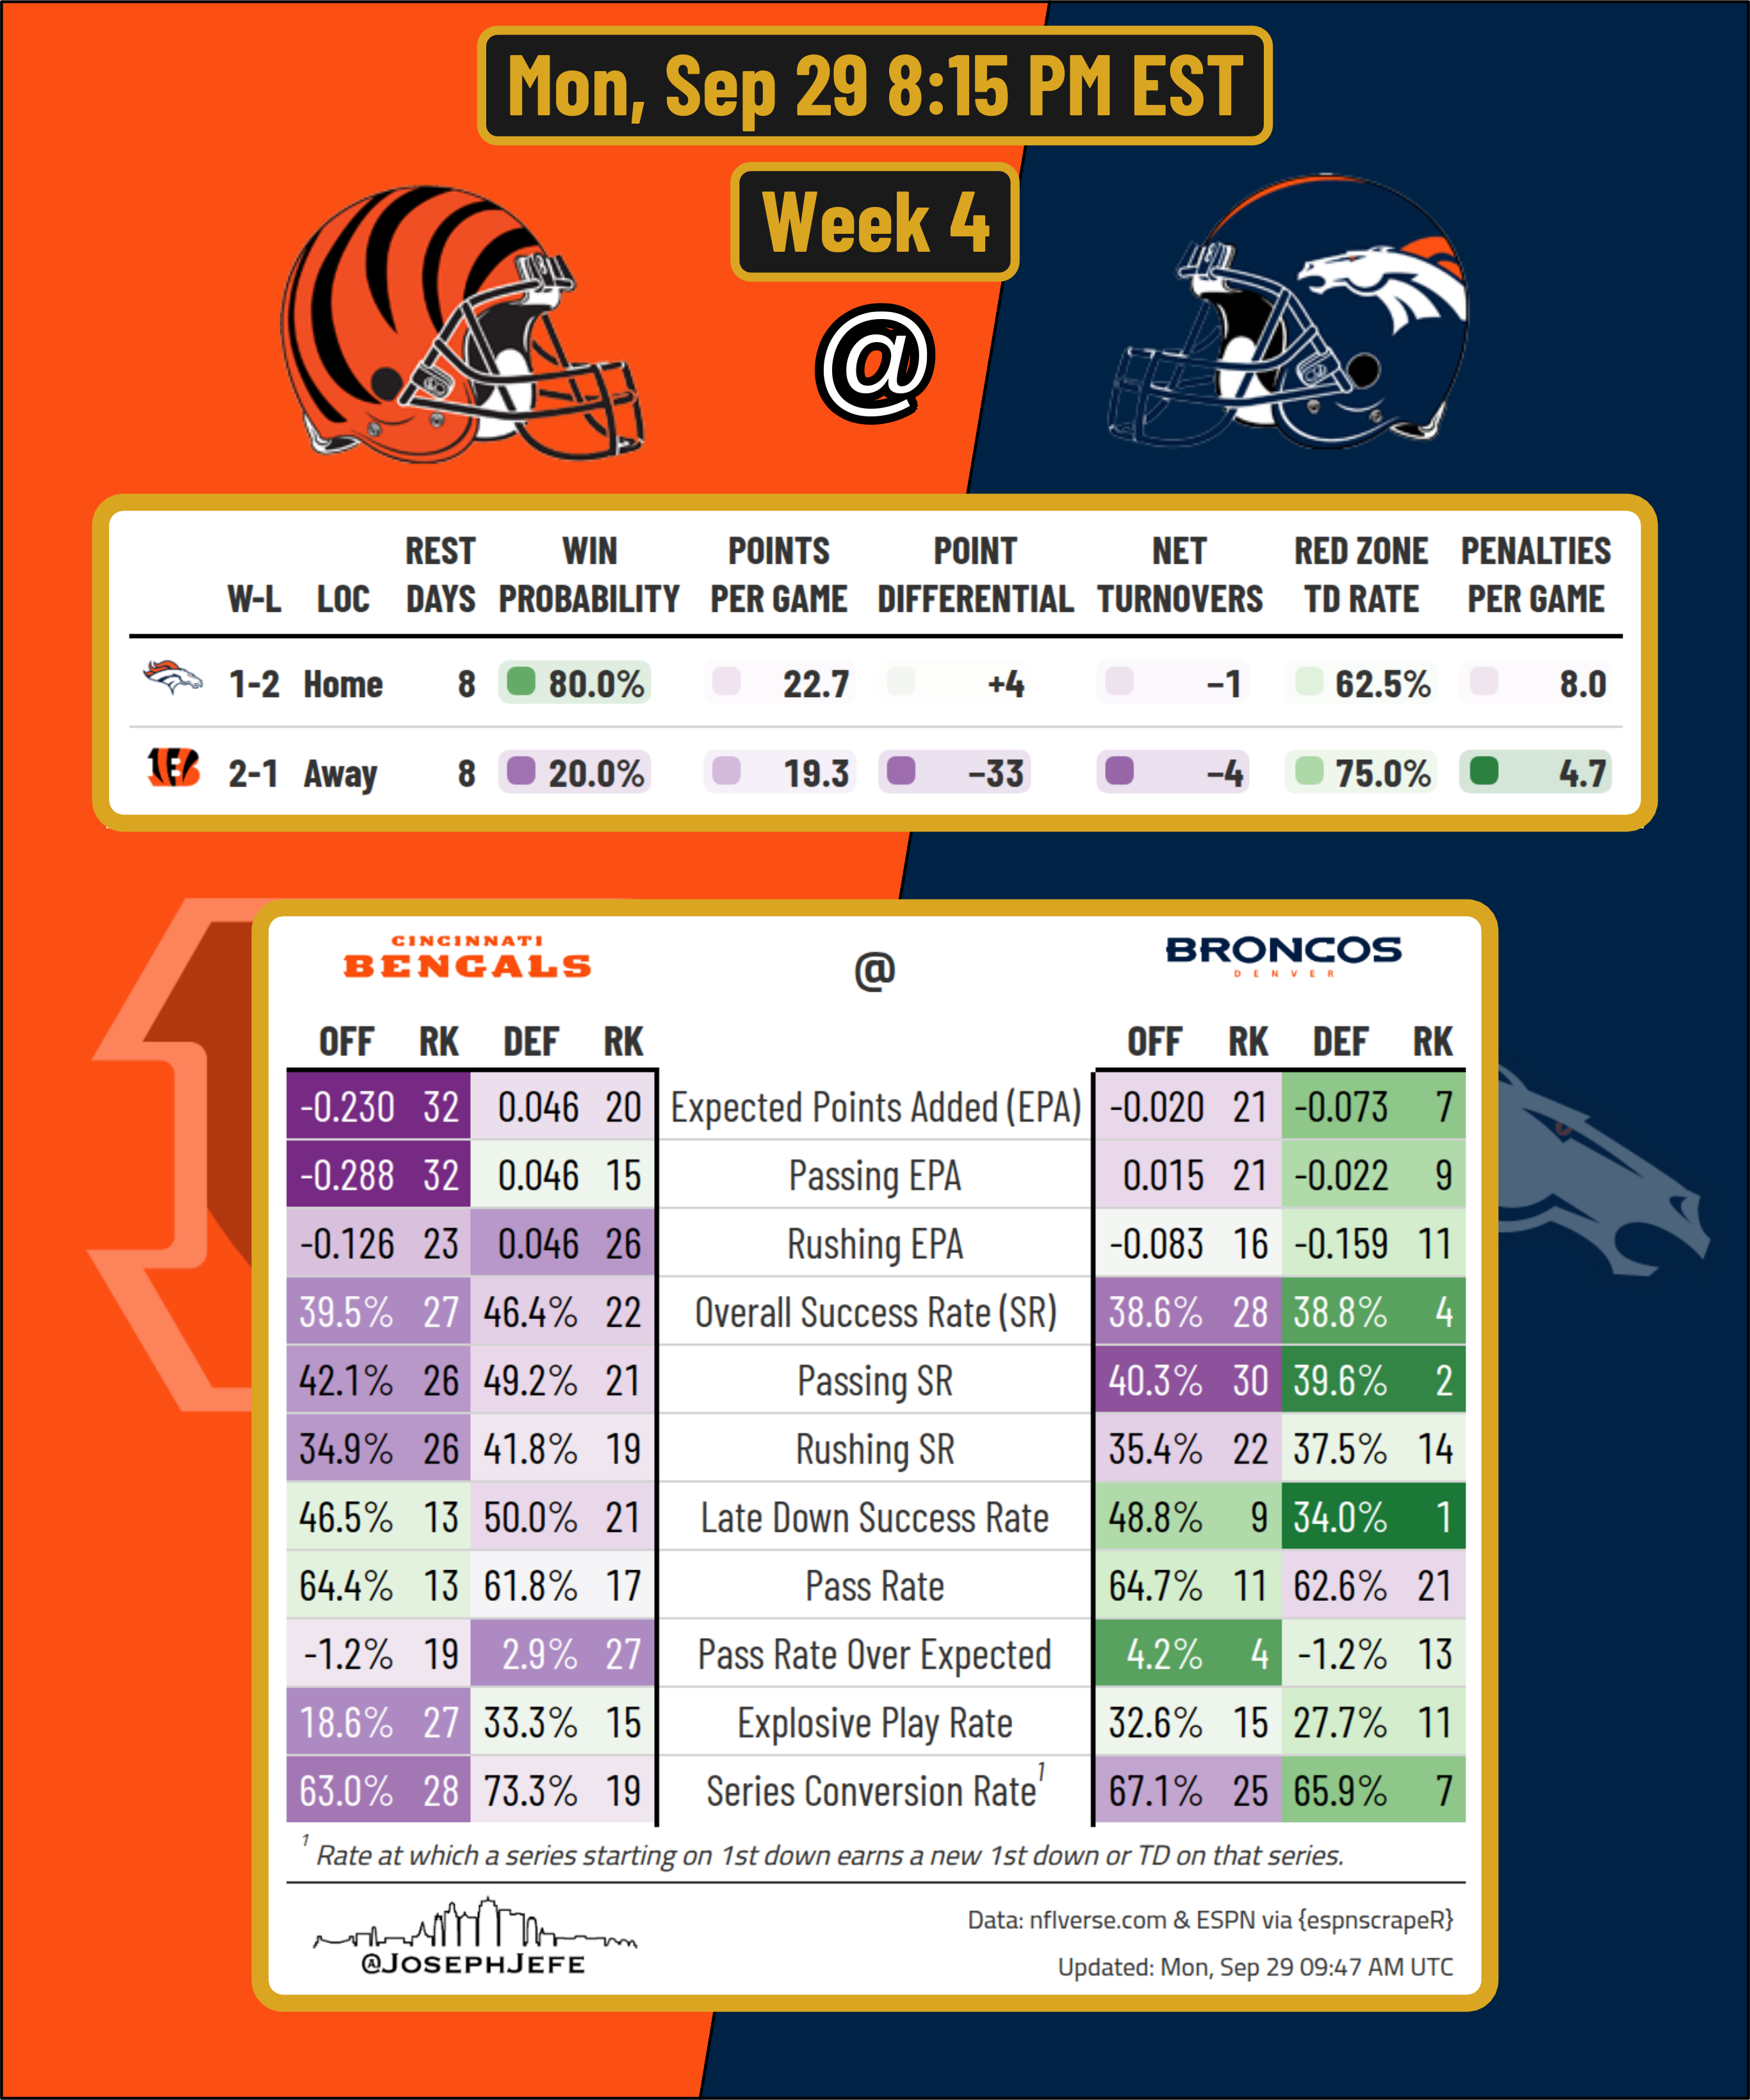 Mon, Sep 29 8:15 PM EST
Week 4
@
REST WIN POINTS POINT NET RED ZONE PENALTIES
W-L LOC DAYS PROBABILITY PER GAME DIFFERENTIAL TURNOVERS TD RATE PER GAME
1-2 Home 8 80.0% 22.7 +4 −1 62.5% 8.0
2-1 Away 8 20.0% 19.3 −33 −4 75.0% 4.7
CINCINNATI
BENGALS
@
BRONCOS
DENVER
OFF RK DEF RK OFF RK DEF RK
-0.230 32 0.046 20 Expected Points Added (EPA) -0.020 21 -0.073 7
-0.288 32 0.046 15 Passing EPA 0.015 21 -0.022 9
-0.126 23 0.046 26 Rushing EPA -0.083 16 -0.159 11
39.5% 27 46.4% 22 Overall Success Rate (SR) 38.6% 28 38.8% 4
42.1% 26 49.2% 21 Passing SR 40.3% 30 39.6% 2
34.9% 26 41.8% 19 Rushing SR 35.4% 22 37.5% 14
46.5% 13 50.0% 21 Late Down Success Rate 48.8% 9 34.0% 1
64.4% 13 61.8% 17 Pass Rate 64.7% 11 62.6% 21
-1.2% 19 2.9% 27 Pass Rate Over Expected 4.2% 4 -1.2% 13
18.6% 27 33.3% 15 Explosive Play Rate 32.6% 15 27.7% 11
63.0% 28 73.3% 19 Series Conversion Rate1 67.1% 25 65.9% 7
1 Rate at which a series starting on 1st down earns a new 1st down or TD on that series.
@JOSEPHJEFE
Data: nflverse.com & ESPN via {espnscrapeR}
Updated: Mon, Sep 29 09:47 AM UTC